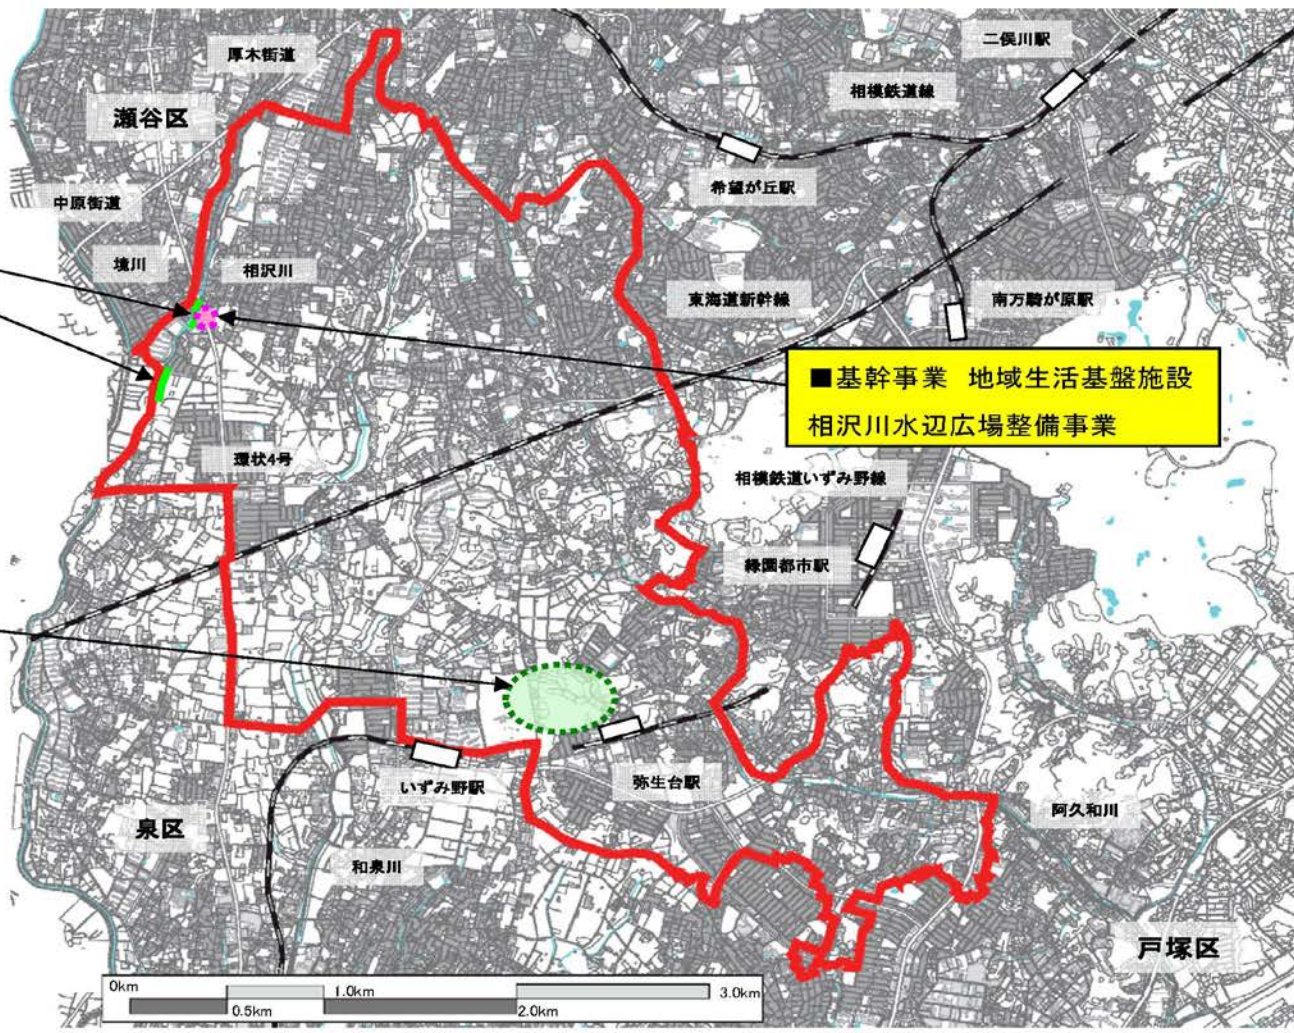 二俣川駅
厚木街道
相模鉄道線
瀬谷区
希望が丘駅
中原街道
境川
相沢川
東海道新幹線
南万騎が原駅
■基幹事業 地域生活基盤施設
相沢川水辺広場整備事業
環状4号
相模鉄道いずみ野線
緑園都市駅
いずみ野駅
弥生台駅
阿久和川
泉区
和泉川
戸塚区
0km
0.5km
1.0km
2.0km
3.0km